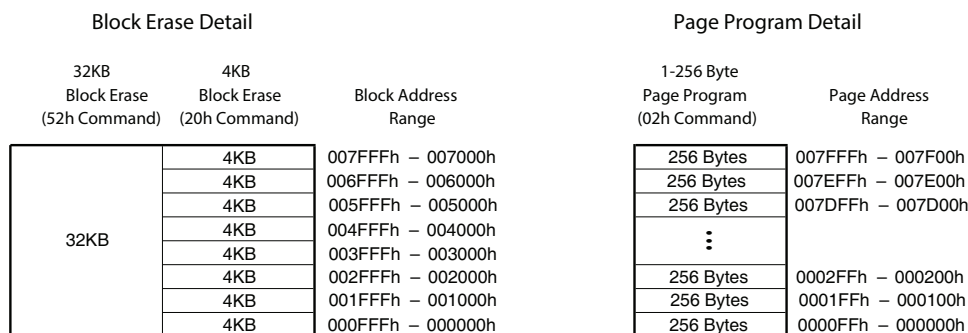 Block Erase Detail
Page Program Detail
32KB 4KB
Block Erase Block Erase Block Address
(52h Command) (20h Command) Range
1-256 Byte
Page Program Page Address
(02h Command) Range
32KB
4KB 007FFFh – 007000h
4KB 006FFFh – 006000h
4KB 005FFFh – 005000h
4KB 004FFFh – 004000h
4KB 003FFFh – 003000h
4KB 002FFFh – 002000h
4KB 001FFFh – 001000h
4KB 000FFFh – 000000h
256 Bytes 007FFFh – 007F00h
256 Bytes 007EFFh – 007E00h
256 Bytes 007DFFh – 007D00h
256 Bytes 0002FFh – 000200h
256 Bytes 0001FFh – 000100h
256 Bytes 0000FFh – 000000h